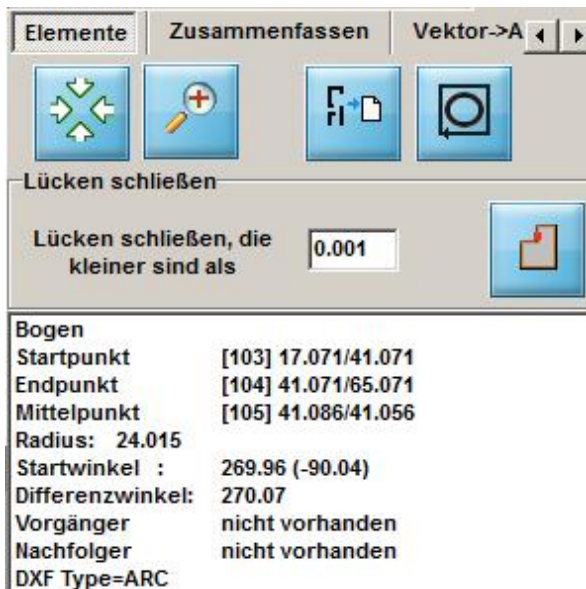 Elemente Zusammenfassen Vektor->A
Lücken schließen
Lücken schließen, die
kleiner sind als
0.001
Bogen
Startpunkt [103] 17.071/41.071
Endpunkt [104] 41.071/65.071
Mittelpunkt [105] 41.086/41.056
Radius: 24.015
Startwinkel : 269.96 (-90.04)
Differenzwinkel: 270.07
Vorgänger nicht vorhanden
Nachfolger nicht vorhanden
DXF Type=ARC